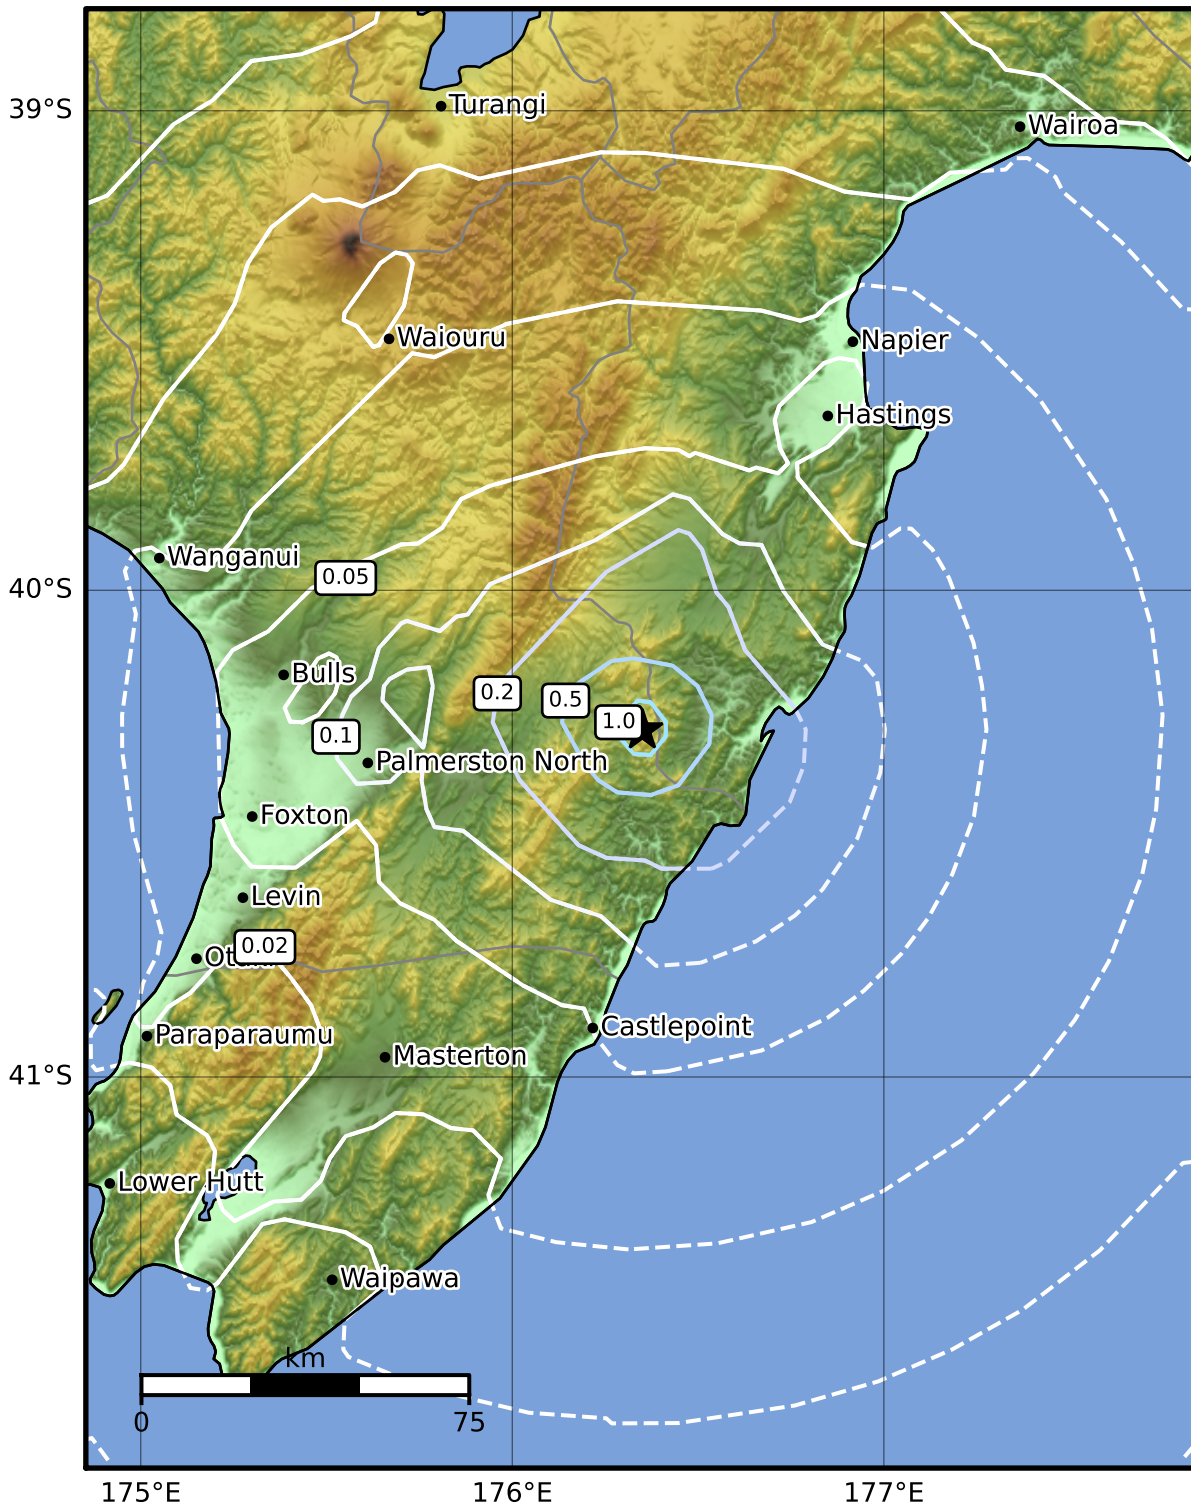 Turangi
39°S
Wairoa
Waiouru
Napier
Hastings
Wanganui
0.05
40°S
Bulls
0.2
0.5
1.0
0.1
Palmerston North
Foxton
Levin
0.02
Paraparaumu
Castlepoint
Masterton
41°S
Lower Hutt
Waipawa
km
0
75
175°E
176°E
177°E